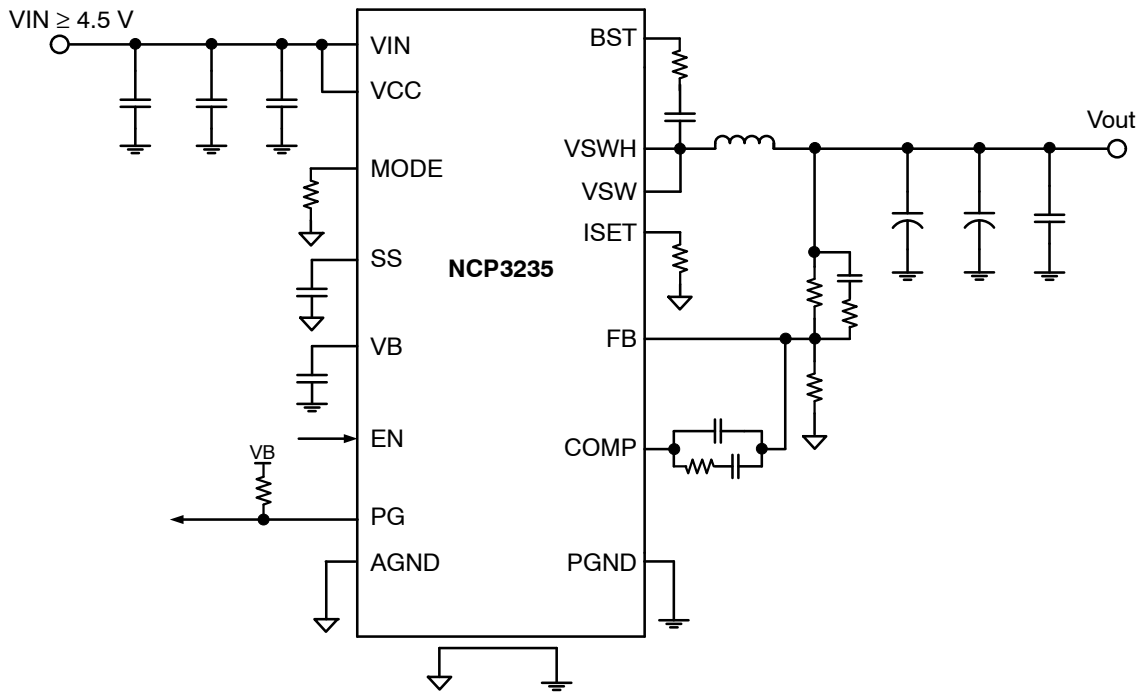 VIN ≥ 4.5 V
VIN
VCC
MODE
SS
VB
EN
VB
PG
AGND
NCP3235
BST
VSWH
VSW
ISET
FB
COMP
PGND
Vout